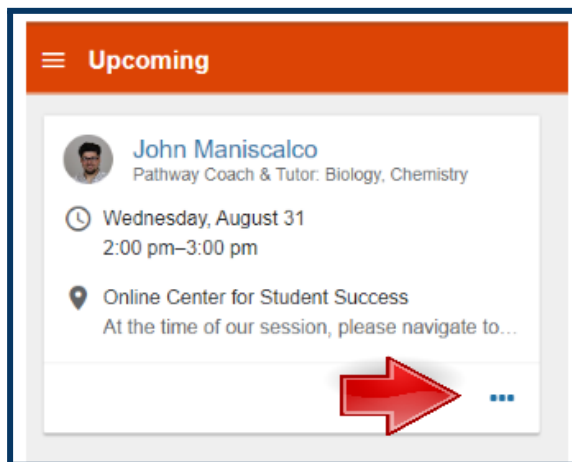 Upcoming
John Maniscalco
Pathway Coach & Tutor: Biology, Chemistry
Wednesday, August 31
2:00 pm–3:00 pm
Online Center for Student Success
At the time of our session, please navigate to...